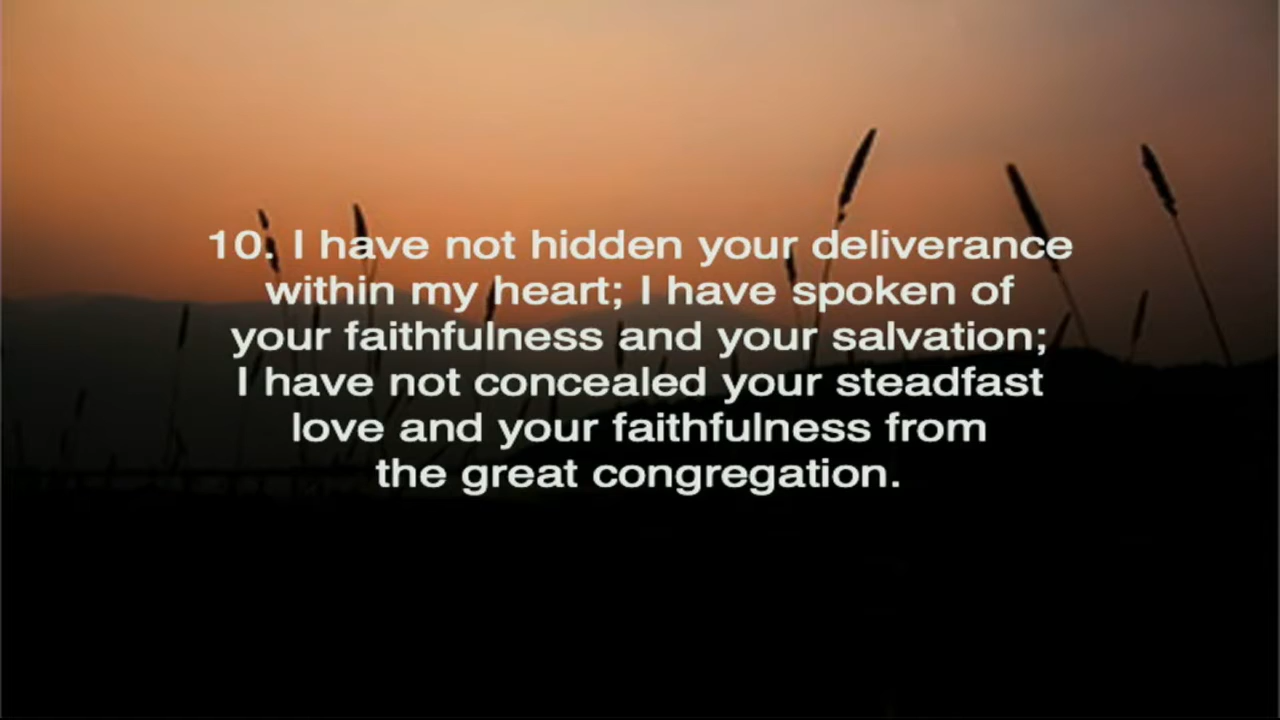 10. I have not hidden your deliverance
within my heart; I have spoken of
your faithfulness and your salvation;
I have not concealed your steadfast
love and your faithfulness from
the great congregation.